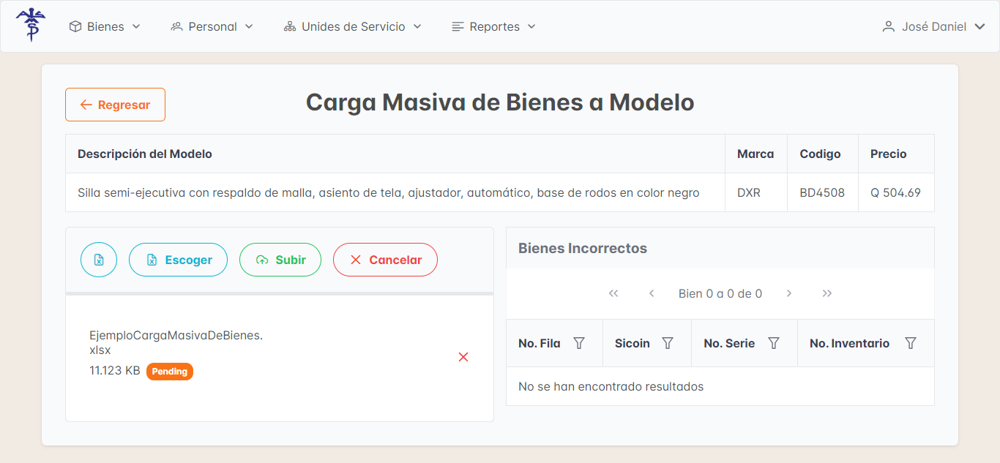 Bienes
Personal
Unides de Servicio
Reportes
José Daniel
Regresar
Carga Masiva de Bienes a Modelo
Descripción del Modelo Marca Codigo Precio
Silla semi-ejecutiva con respaldo de malla, asiento de tela, ajustador, automático, base de rodos en color negro DXR BD4508 Q 504.69
Escoger
Subir
Cancelar
EjemploCargaMasivaDeBienes.
xlsx
11.123 KB Pending
Bienes Incorrectos
Bien 0 a 0 de 0
No. Fila Sicoin No. Serie No. Inventario
No se han encontrado resultados